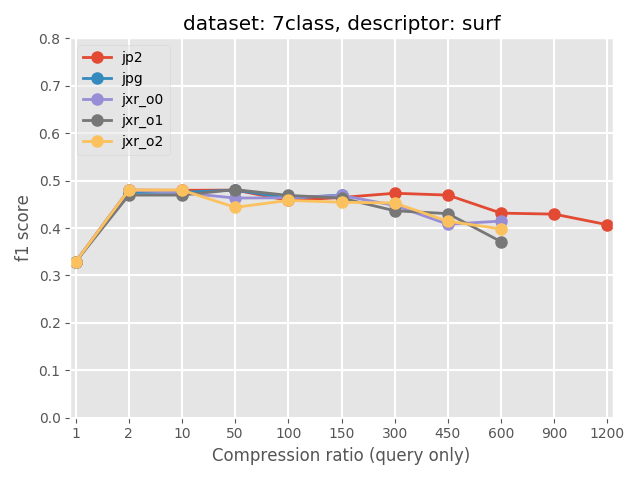 dataset: 7class, descriptor: surf
jp2
jpg
jxr_o0
jxr_o1
jxr_o2
f1 score
0.8
0.7
0.6
0.5
0.4
0.3
0.2
0.1
0.0
1 2 10 50 100 150 300 450 600 900 1200
Compression ratio (query only)